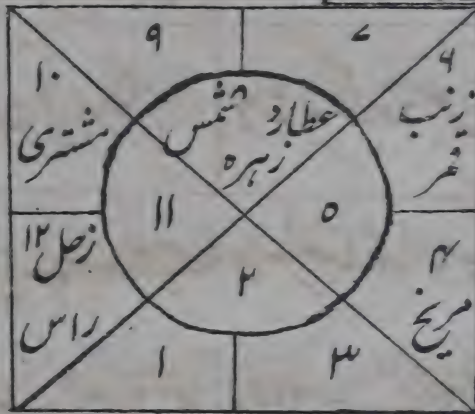 ۹ ۷
۱۰ ۶
۸
عطارد شمس
زہرہ
مشتری
قمر
۱۱ ۵
زحل ۱۲
۴
۲
مریخ
راس
۱ ۳